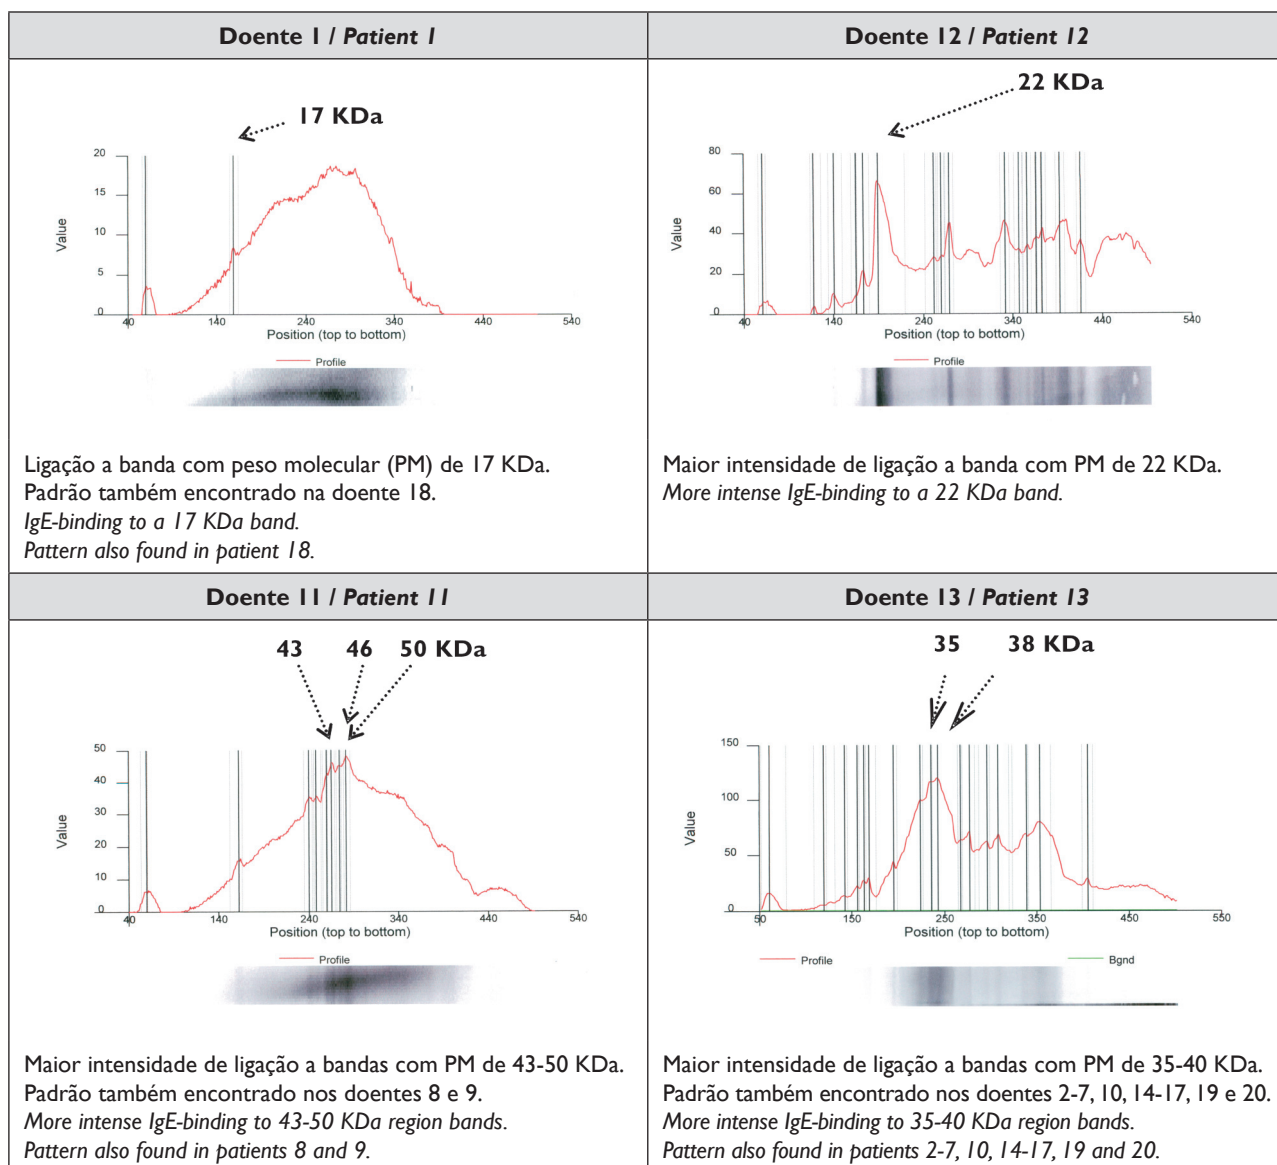 Doente 1 / Patient 1
17 KDa
20
15
10
5
0
Value
40 140 240 340 440 540
Position (top to bottom)
Profile
Ligação a banda com peso molecular (PM) de 17 KDa.
Padrão também encontrado na doente 18.
IgE-binding to a 17 KDa band.
Pattern also found in patient 18.
Doente 12 / Patient 12
22 KDa
80
60
40
20
0
Value
40 140 240 340 440 540
Position (top to bottom)
Profile
Maior intensidade de ligação a banda com PM de 22 KDa.
More intense IgE-binding to a 22 KDa band.
Doente 11 / Patient 11
43 46 50 KDa
50
40
30
20
10
0
Value
40 140 240 340 440 540
Position (top to bottom)
Profile
Maior intensidade de ligação a bandas com PM de 43-50 KDa.
Padrão também encontrado nos doentes 8 e 9.
More intense IgE-binding to 43-50 KDa region bands.
Pattern also found in patients 8 and 9.
Doente 13 / Patient 13
35 38 KDa
150
100
50
0
Value
50 150 250 350 450 550
Position (top to bottom)
Profile Bgnd
Maior intensidade de ligação a bandas com PM de 35-40 KDa.
Padrão também encontrado nos doentes 2-7, 10, 14-17, 19 e 20.
More intense IgE-binding to 35-40 KDa region bands.
Pattern also found in patients 2-7, 10, 14-17, 19 and 20.